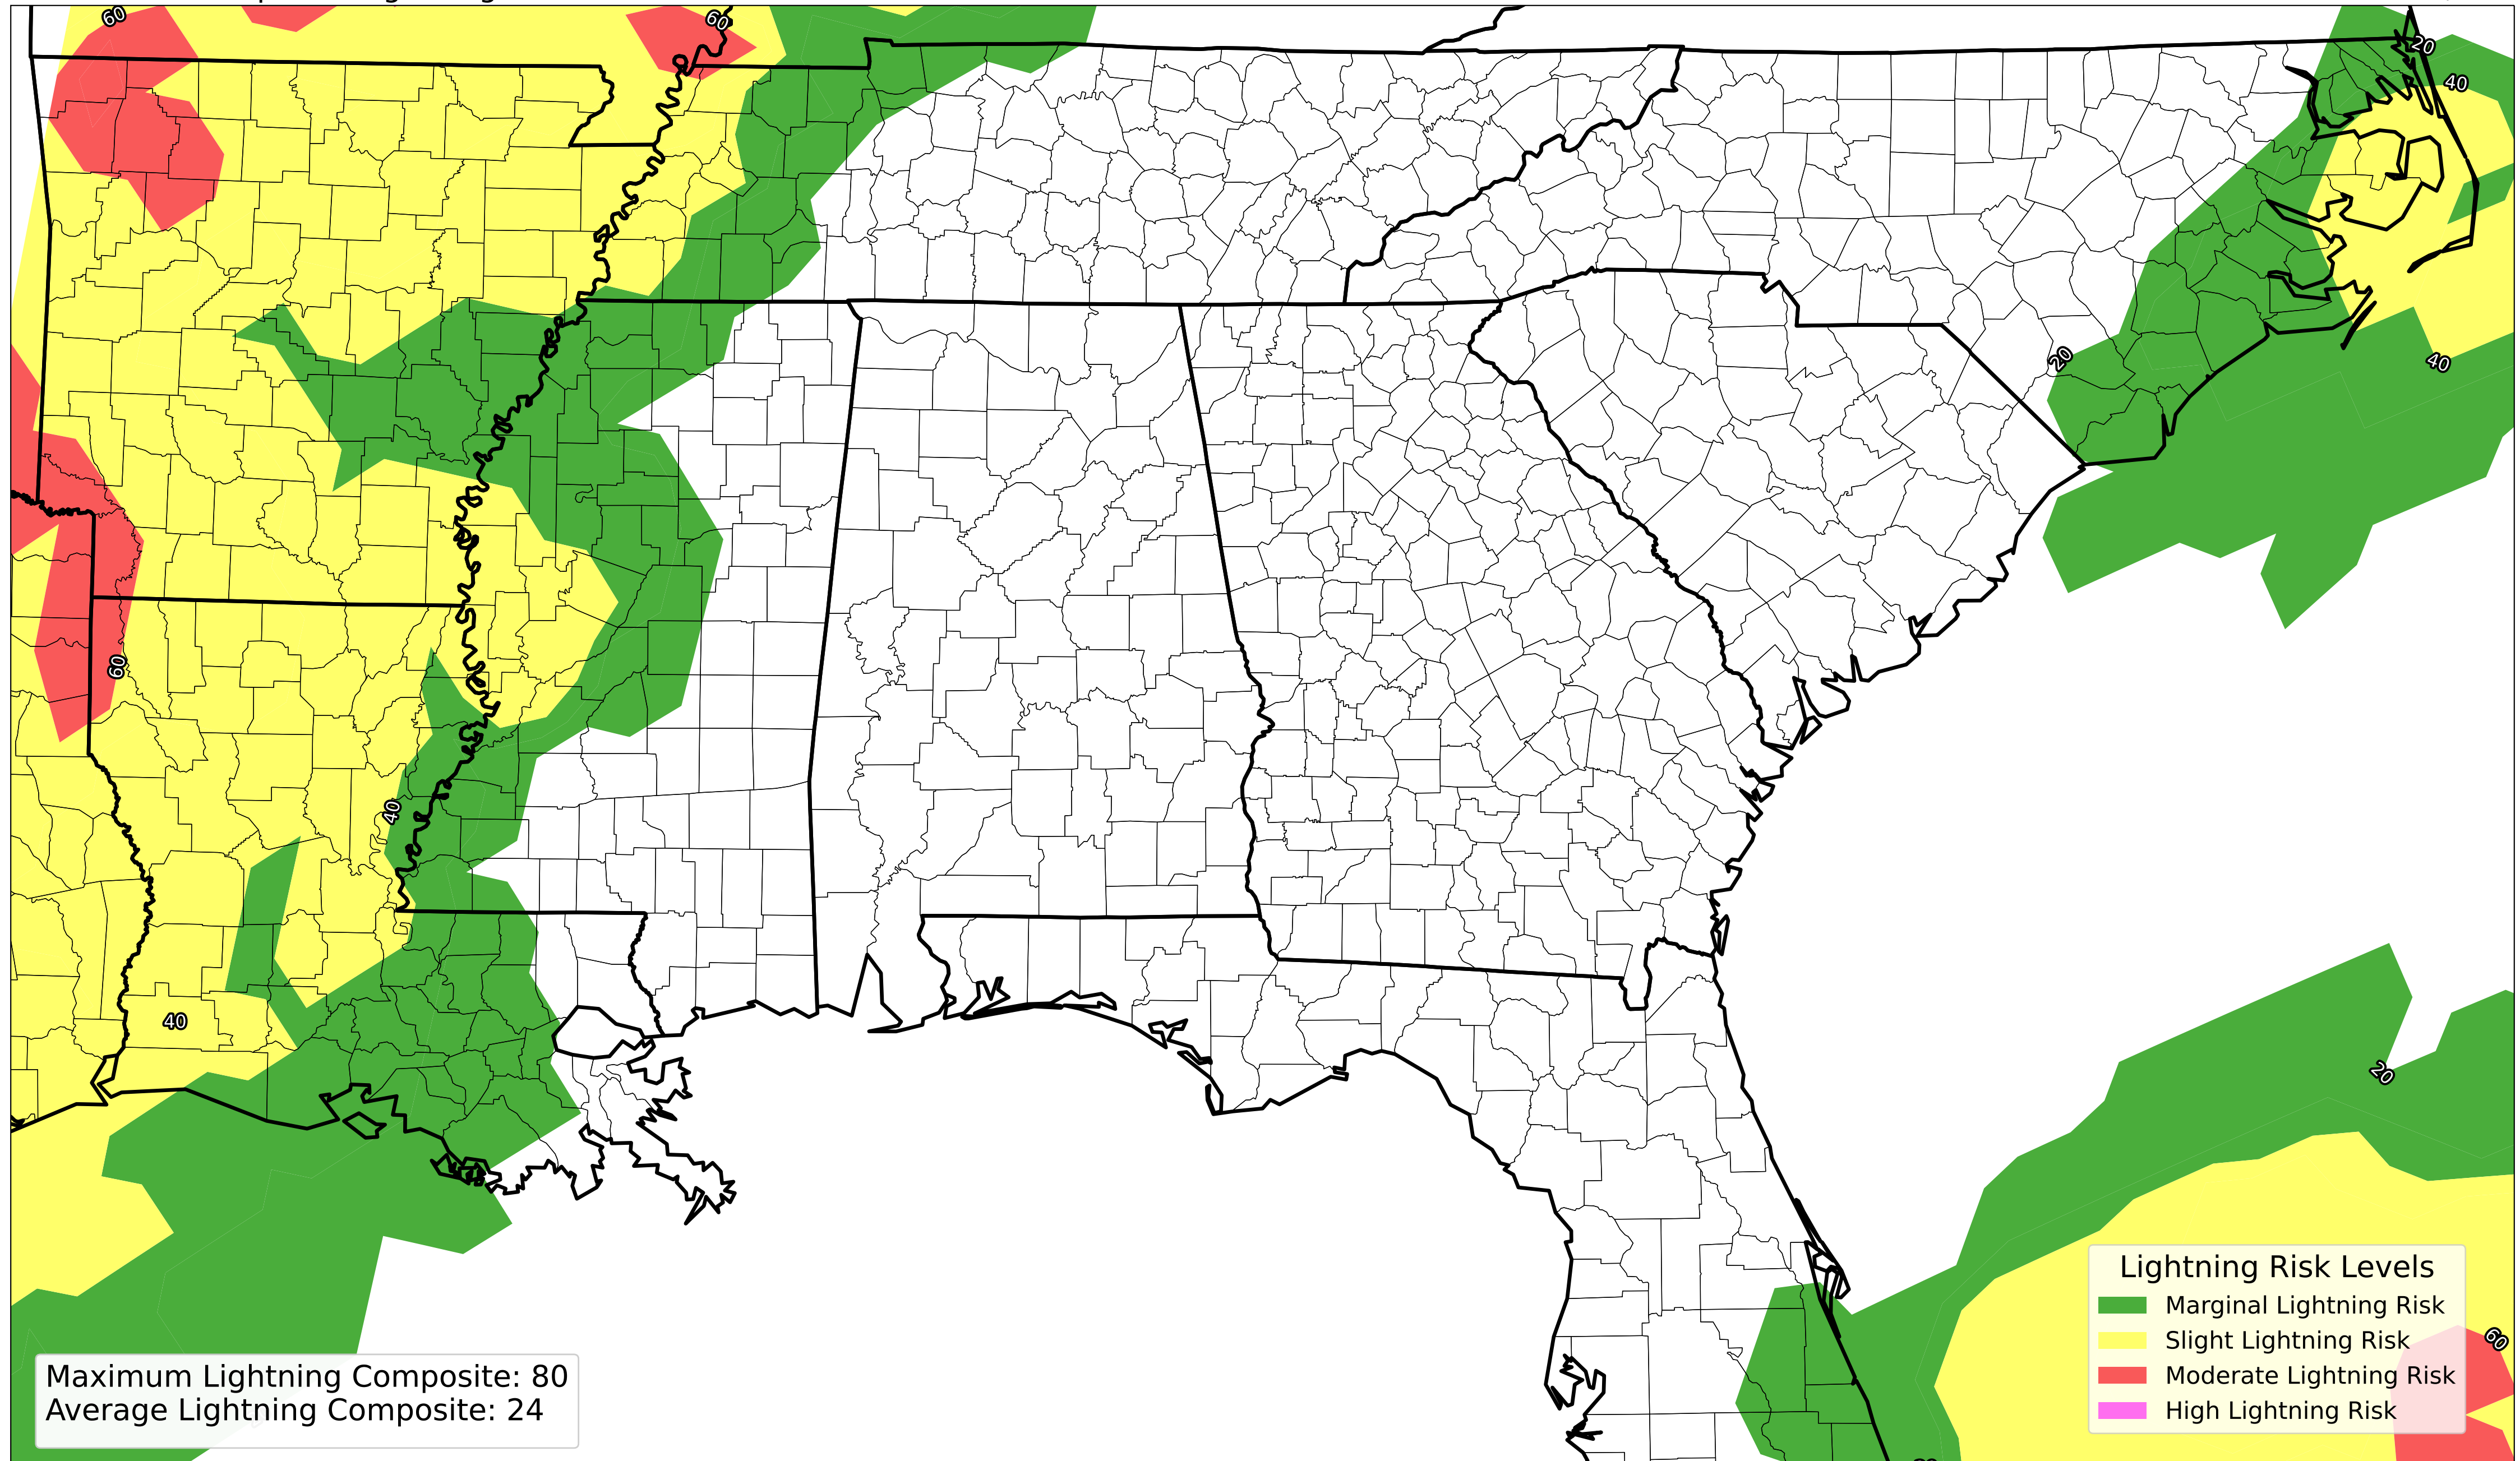 60
60
20
40
20
40
60
40
40
20
60
Maximum Lightning Composite: 80
Average Lightning Composite: 24
Lightning Risk Levels
Marginal Lightning Risk
Slight Lightning Risk
Moderate Lightning Risk
High Lightning Risk